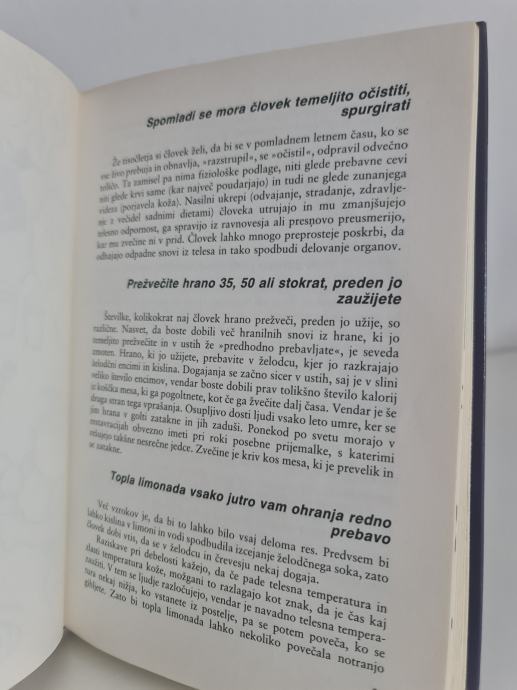 Spomladi se mora človek temeljito očistiti,
spurgirati
Že tisočletja si človek želi, da bi se v pomladnem letnem času, ko se
vse živo prebuja in obnavlja, »razstrupil«, se »očistil«, odpravil odvečno
tolščo. Ta zamisel pa nima fiziološke podlage, niti glede prebavne cevi
niti glede krvi same (kar največ poudarjajo) in tudi ne glede zunanjega
videza (porjavela koža). Nasilni ukrepi (odvajanje, stradanje, zdravlje-
nje z večidel sadnimi dietami) človeka utrujajo in mu zmanjšujejo
telesno odpornost, ga spravijo iz ravnovesja ali presnovo preusmerijo,
kar mu zvečine ni v prid. Človek lahko mnogo preprosteje poskrbi, da
odhajajo odpadne snovi iz telesa in tako spodbudi delovanje organov.
Prežvečite hrano 35, 50 ali stokrat, preden jo
zaužijete
Številke, kolikokrat naj človek hrano prežveči, preden jo užije, so
različne. Nasvet, da boste dobili več hranilnih snovi iz hrane, ki jo
temeljito prežvečite in v ustih že »predhodno prebavljate«, je seveda
zmoten. Hrano, ki jo užijete, prebavite v želodcu, kjer jo razkrajajo
želodčni encimi in kislina. Dogajanja se začno sicer v ustih, saj je v slini
veliko število encimov, vendar boste dobili prav tolikšno število kalorij
iz koščka mesa, ki ga pogoltnete, kot če ga žvečite dalj časa. Vendar je še
druga stran tega vprašanja. Osupljivo dosti ljudi vsako leto umre, ker se
jim hrana v golti zatakne in jih zaduši. Ponekod po svetu morajo v
restavracijah obvezno imeti pri roki posebne prijemalke, s katerimi
rešujejo takšne nesrečne jedce. Zvečine je kriv kos mesa, ki je prevelik in
se zatakne.
Topla limonada vsako jutro vam ohranja redno
prebavo
Več vzrokov je, da bi to lahko bilo vsaj deloma res. Predvsem bi
lahko kislina v limoni in vodi spodbudila izcejanje želodčnega soka, zato
človek dobi vtis, da se v želodcu in črevesju nekaj dogaja.
Raziskave pri debelosti kažejo, da če pade telesna temperatura in
zlasti temperatura kože, možgani to razlagajo kot znak, da je čas kaj
zaužiti. V tem se ljudje razločujejo, vendar je navadno telesna tempera-
tura nekaj nižja, ko vstanete iz postelje, pa se potem poveča, ko se
gibljete. Zato bi topla limonada lahko nekoliko povečala notranjo